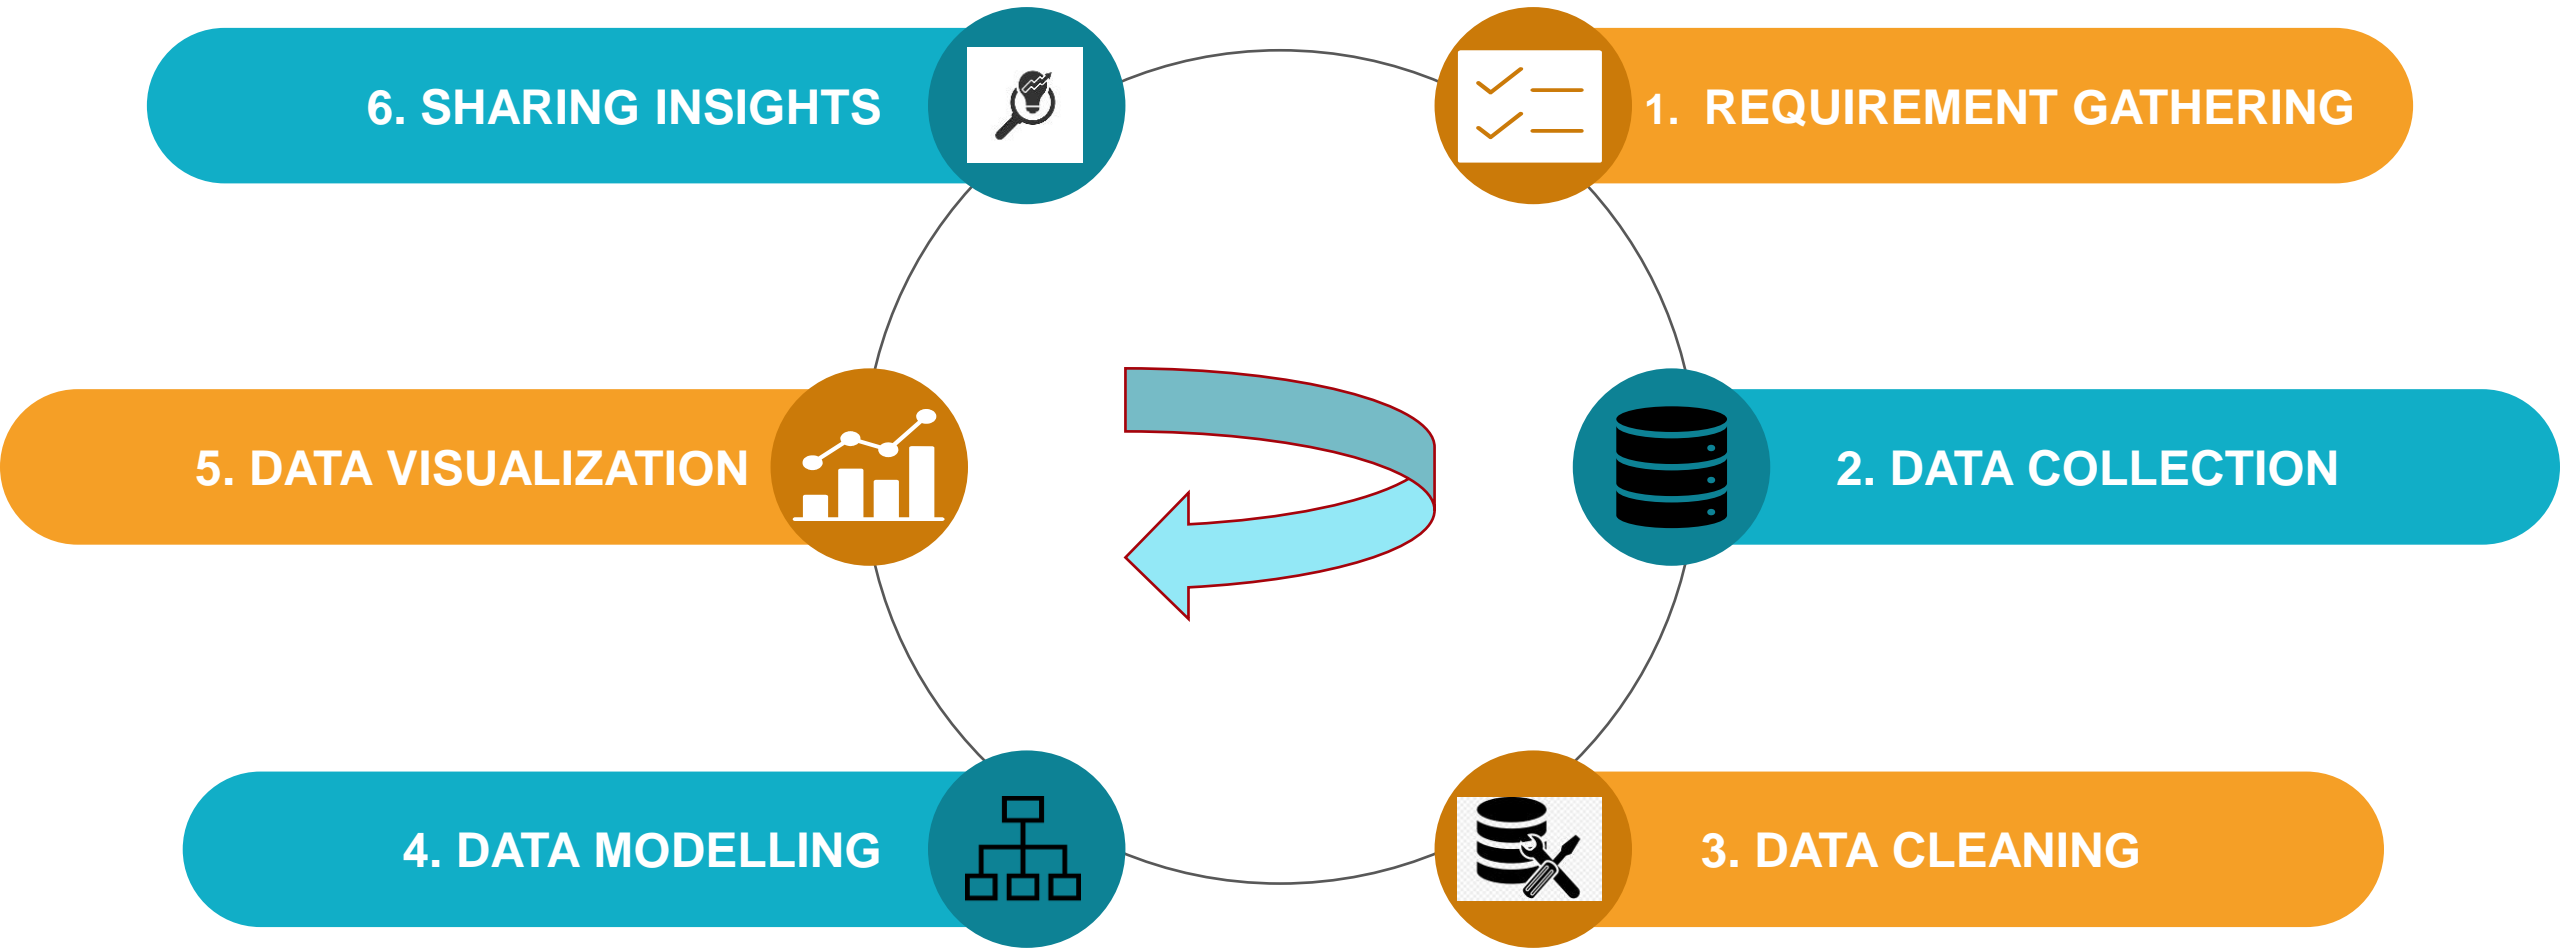 6. SHARING INSIGHTS
1. REQUIREMENT GATHERING
5. DATA VISUALIZATION
2. DATA COLLECTION
4. DATA MODELLING
3. DATA CLEANING